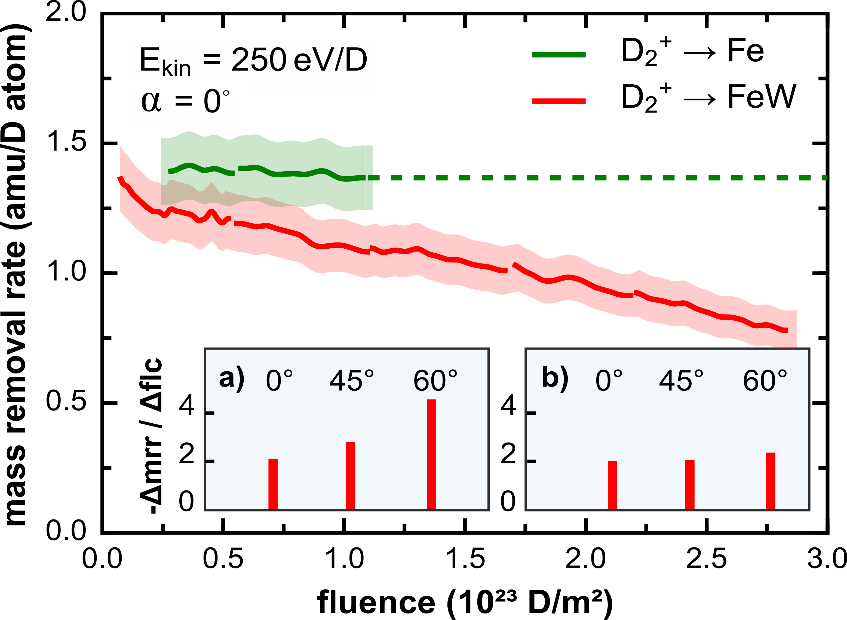 mass removal rate (amu/D atom)
2.0
1.5
1.0
0.5
0.0
E_kin = 250 eV/D
α = 0°
D₂⁺ → Fe
D₂⁺ → FeW
-Δmrr / Δflc
4
2
0
a) 0° 45° 60°
4
2
0
b) 0° 45° 60°
0.0 0.5 1.0 1.5 2.0 2.5 3.0
fluence (10²³ D/m²)